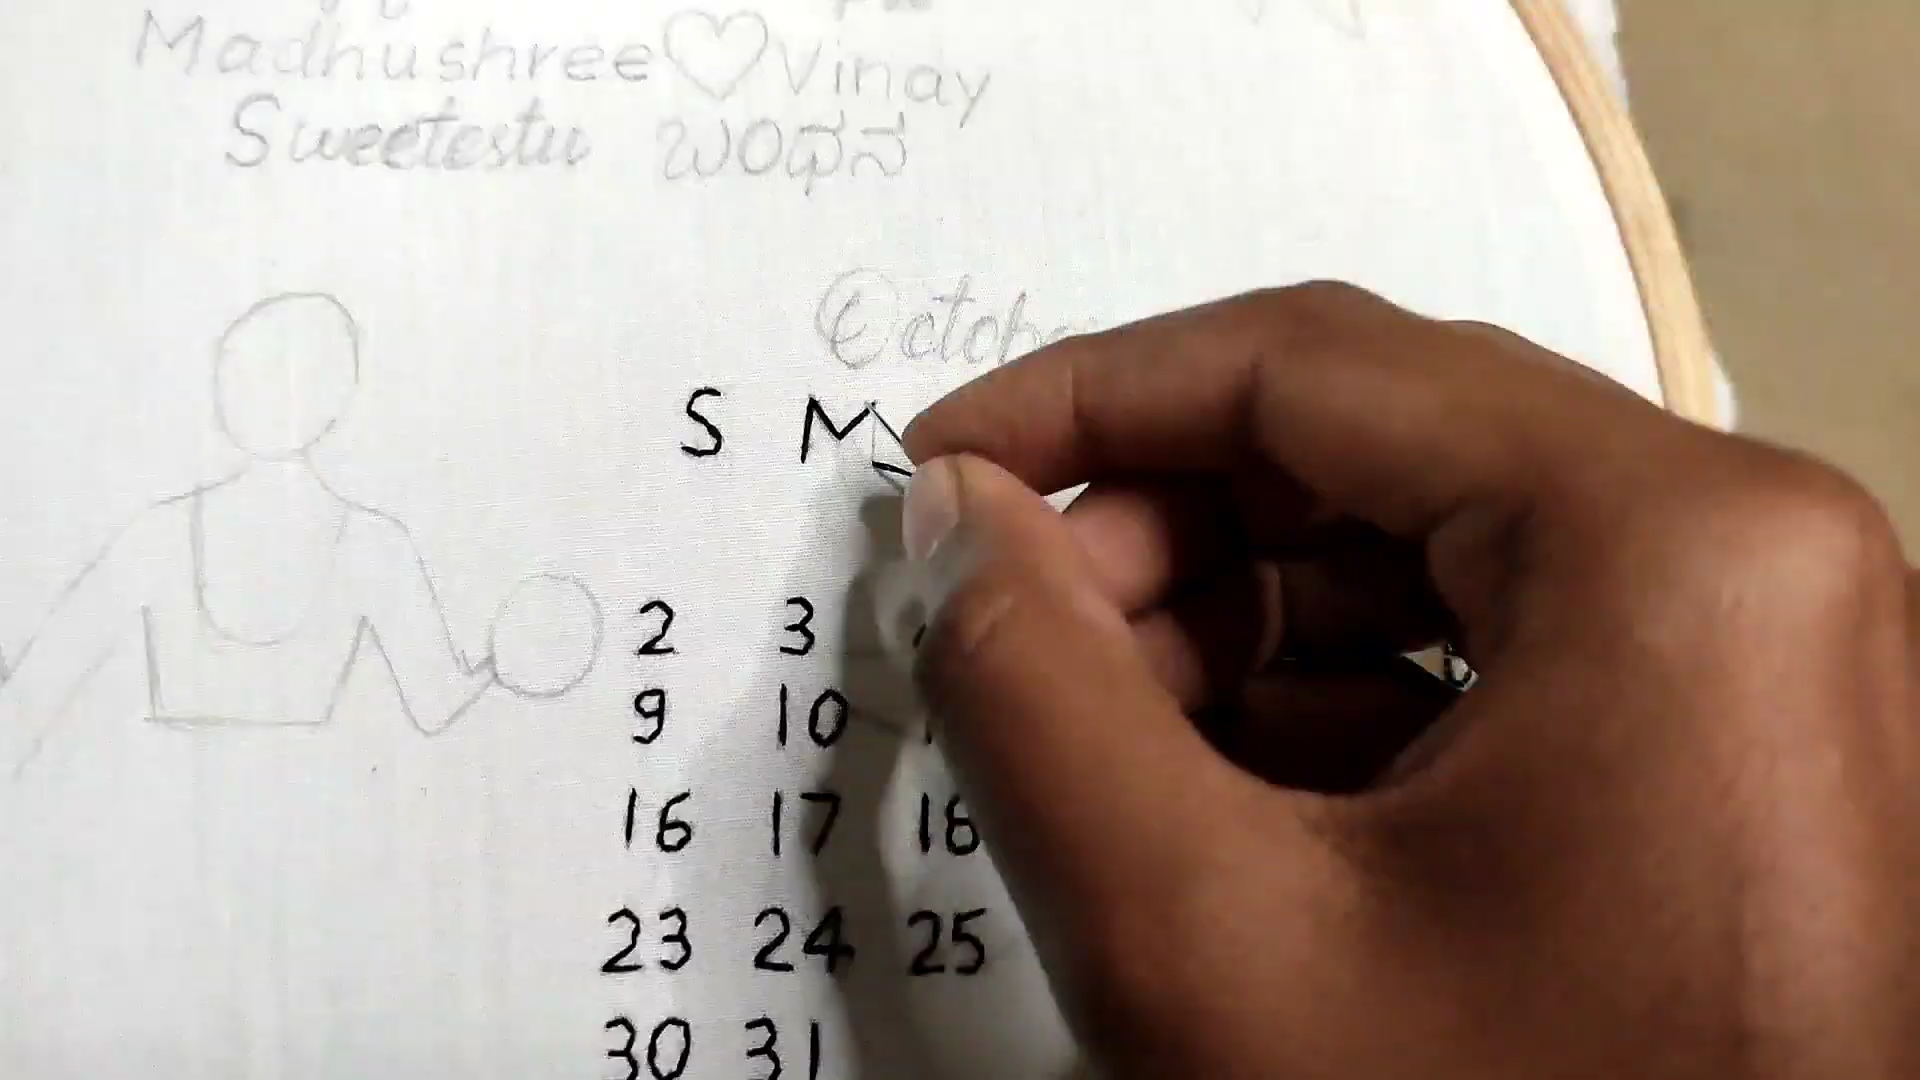 Madhushree Vinay
Sweetestu ಬಂಧನ
S M
2 3
9 10
16 17 18
23 24 25
30 31